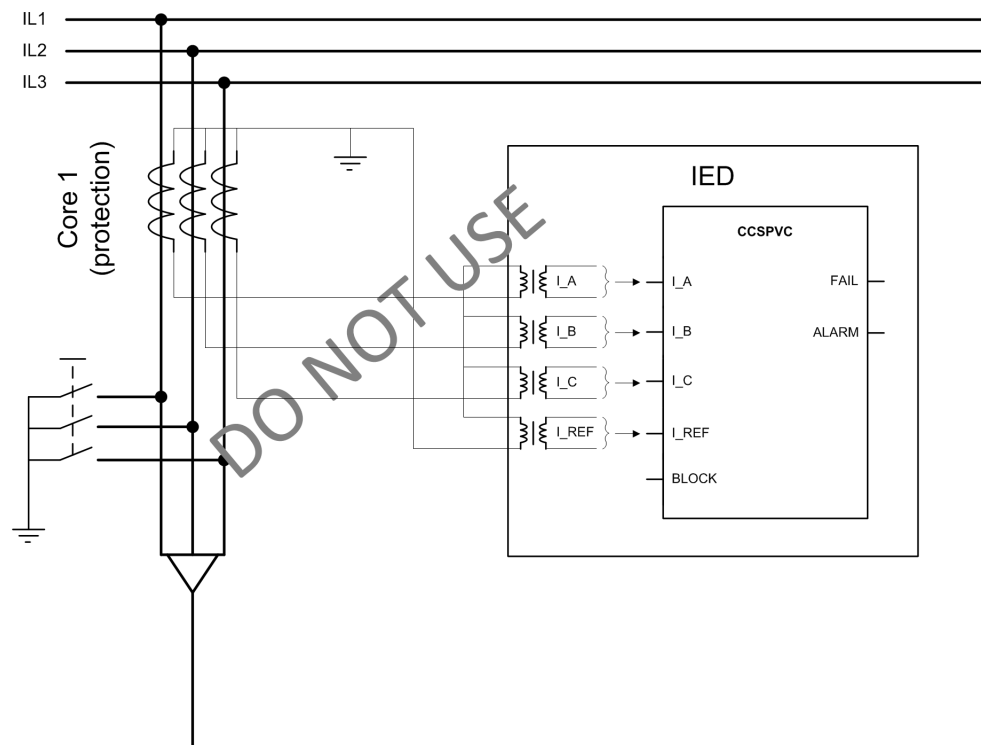 IL1
IL2
IL3
Core 1
(protection)
DO NOT USE
IED
CCSPVC
I_A
I_A
FAIL
I_B
I_B
ALARM
I_C
I_C
I_REF
I_REF
BLOCK